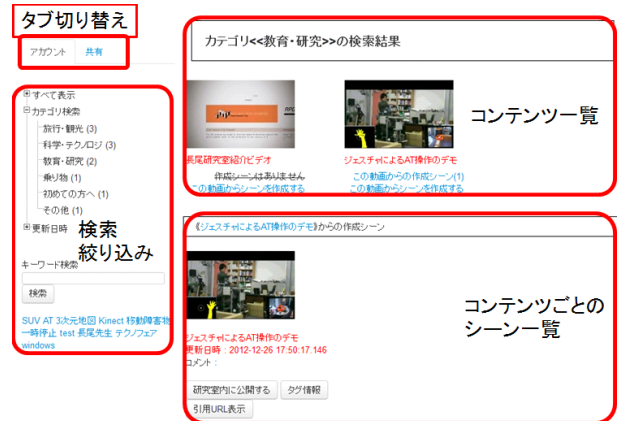 タブ切り替え
アカウント 共有
すべて表示
カテゴリ検索
旅行・観光 (3)
科学・テクノロジ (3)
教育・研究 (2)
乗り物 (1)
初めての方へ (1)
その他 (1)
更新日時
検索
絞り込み
キーワード検索
検索
SUV AT 3次元地図 Kinect 移動障害物
一時停止 test 長尾先生 テクノフェア
windows
カテゴリ<<教育・研究>>の検索結果
コンテンツ一覧
長尾研究室紹介ビデオ
作成シーンはありません
この動画からシーンを作成する
ジェスチャによるAT操作のデモ
この動画からの作成シーン(1)
この動画からシーンを作成する
《ジェスチャによるAT操作のデモ》からの作成シーン
コンテンツごとの
シーン一覧
ジェスチャによるAT操作のデモ
更新日時 : 2012-12-26 17:50:17.146
コメント :
研究室内に公開する タグ情報
引用URL表示